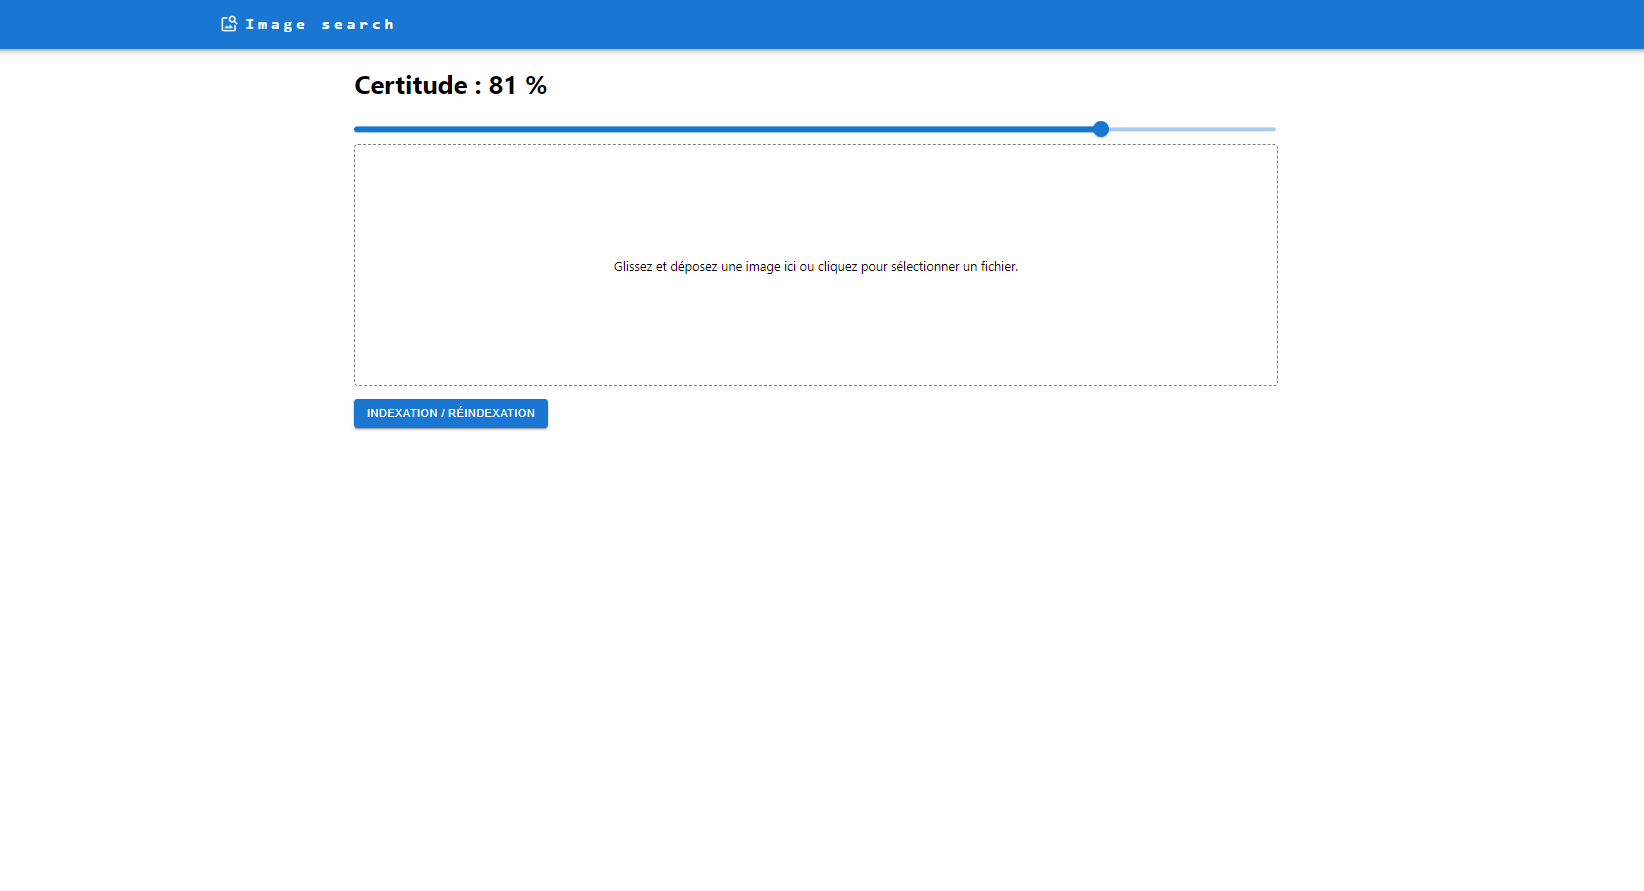 Image search
Certitude : 81 %
Glissez et déposez une image ici ou cliquez pour sélectionner un fichier.
INDEXATION / RÉINDEXATION